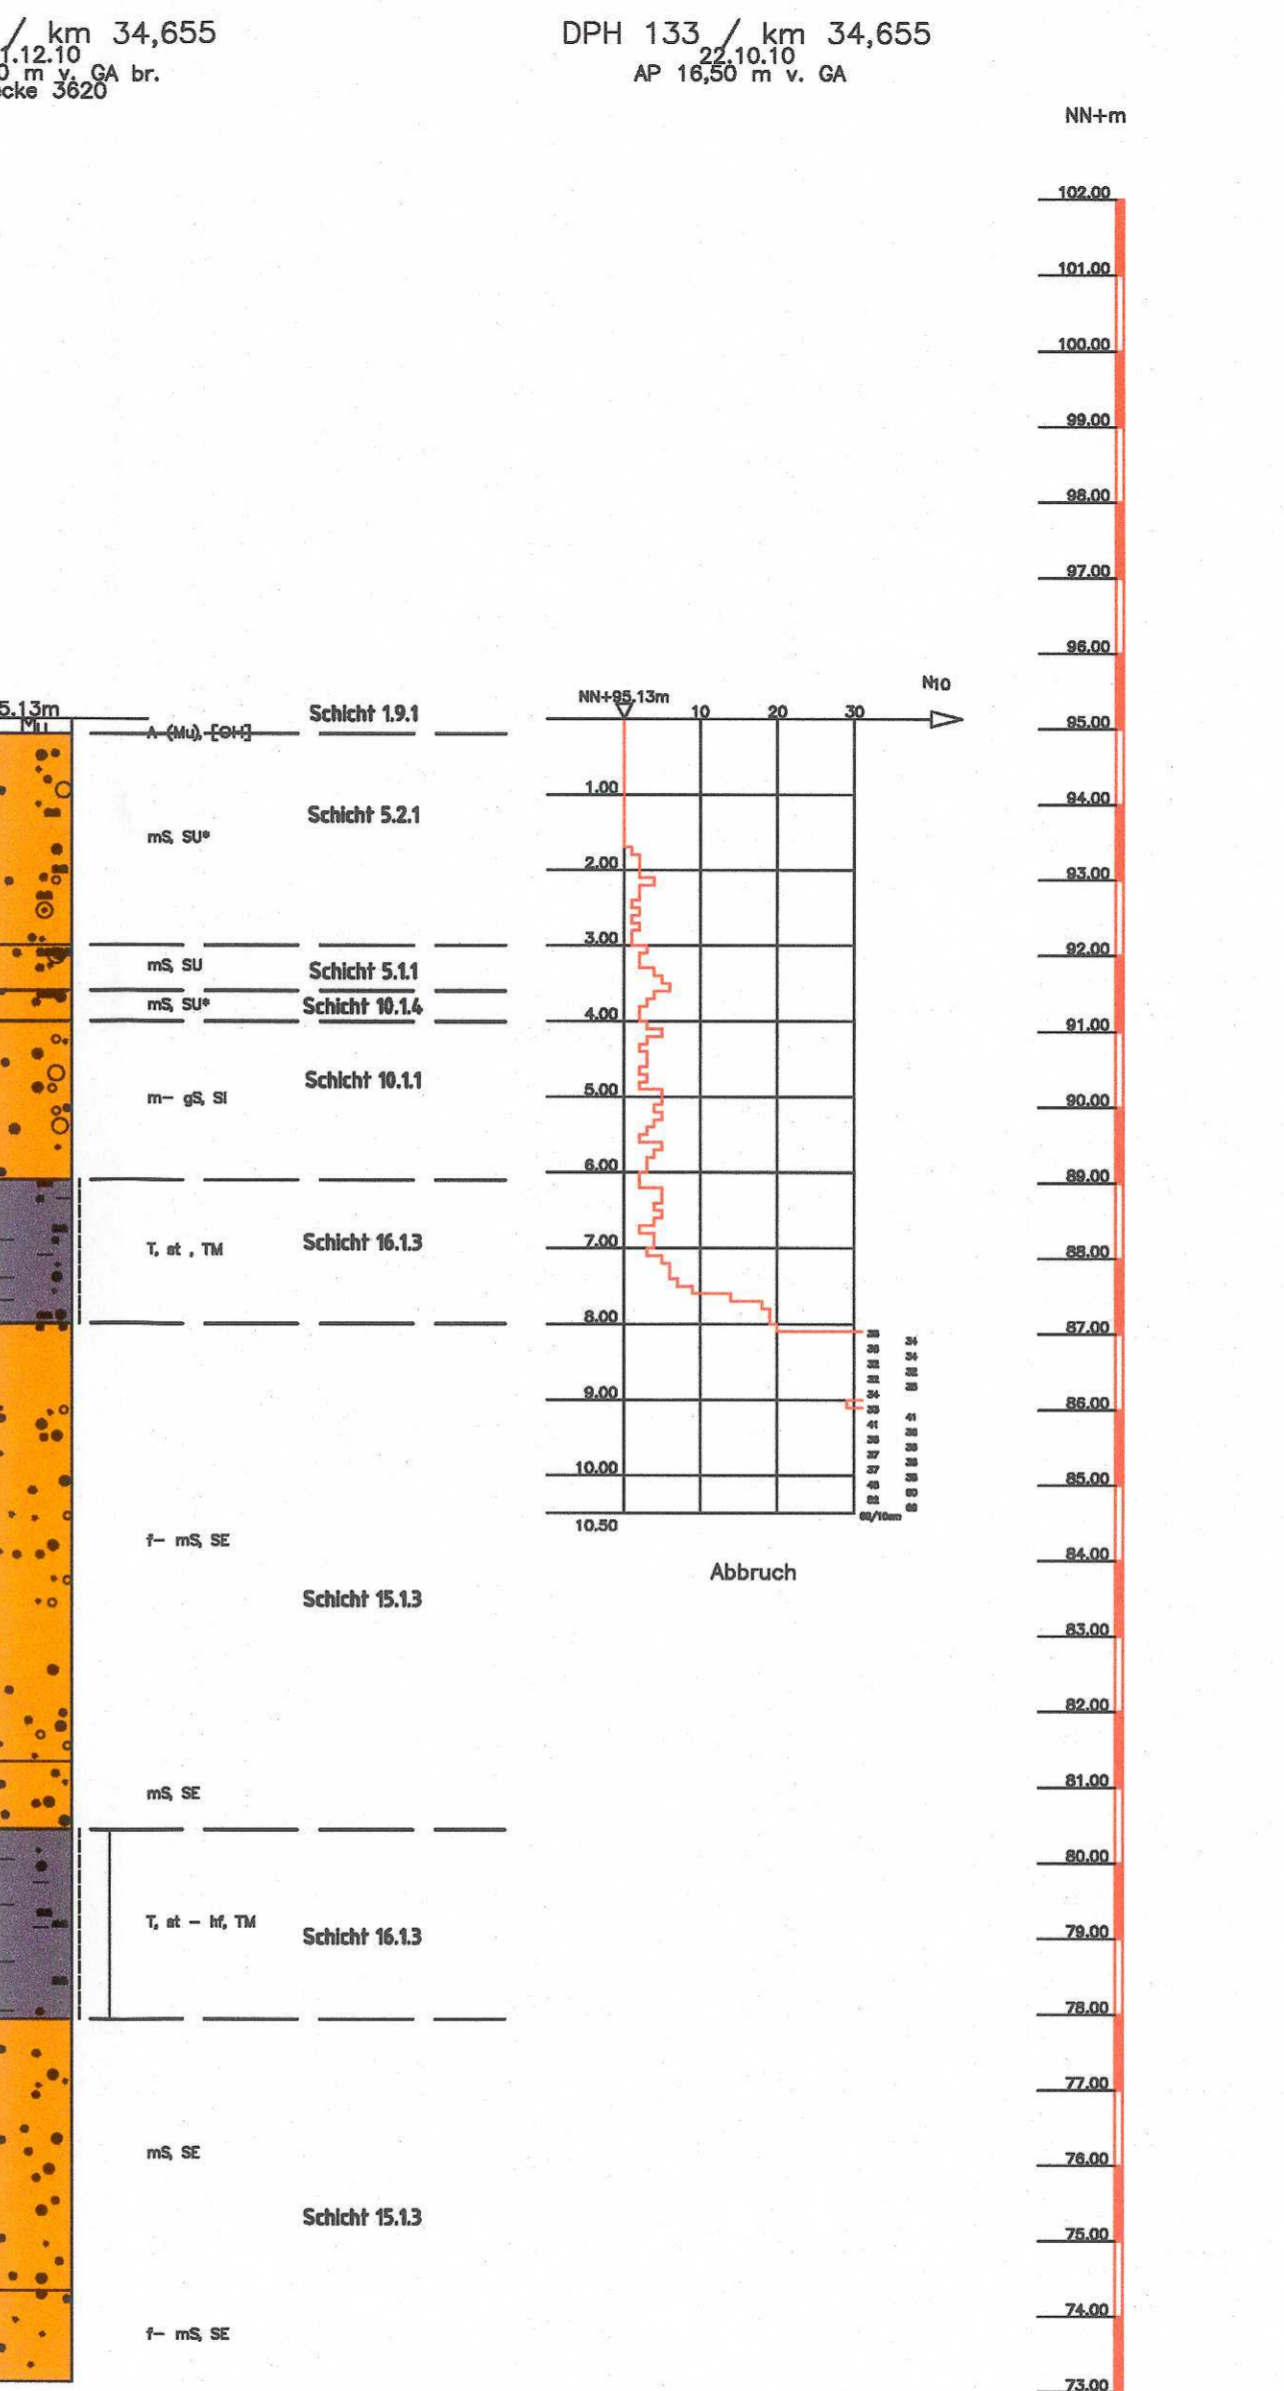 / km 34,655
1.12.10
0 m v. GA br.
cke 3620
DPH 133 / km 34,655
22.10.10
AP 16,50 m v. GA
NN+m
102.00
101.00
100.00
99.00
98.00
97.00
96.00
95.00
94.00
93.00
92.00
91.00
90.00
89.00
88.00
87.00
86.00
85.00
84.00
83.00
82.00
81.00
80.00
79.00
78.00
77.00
76.00
75.00
74.00
73.00
5.13m
Mu
A (Mu), [OH]
Schicht 1.9.1
mS, SU*
Schicht 5.2.1
mS, SU
Schicht 5.1.1
mS, SU*
Schicht 10.1.4
m- gS, SI
Schicht 10.1.1
T, st , TM
Schicht 16.1.3
f- mS, SE
Schicht 15.1.3
mS, SE
T, st - hf, TM
Schicht 16.1.3
mS, SE
Schicht 15.1.3
f- mS, SE
NN+95.13m
10
20
30
N10
1.00
2.00
3.00
4.00
5.00
6.00
7.00
8.00
9.00
10.00
10.50
34
34
34
41
41
37
37
Abbruch